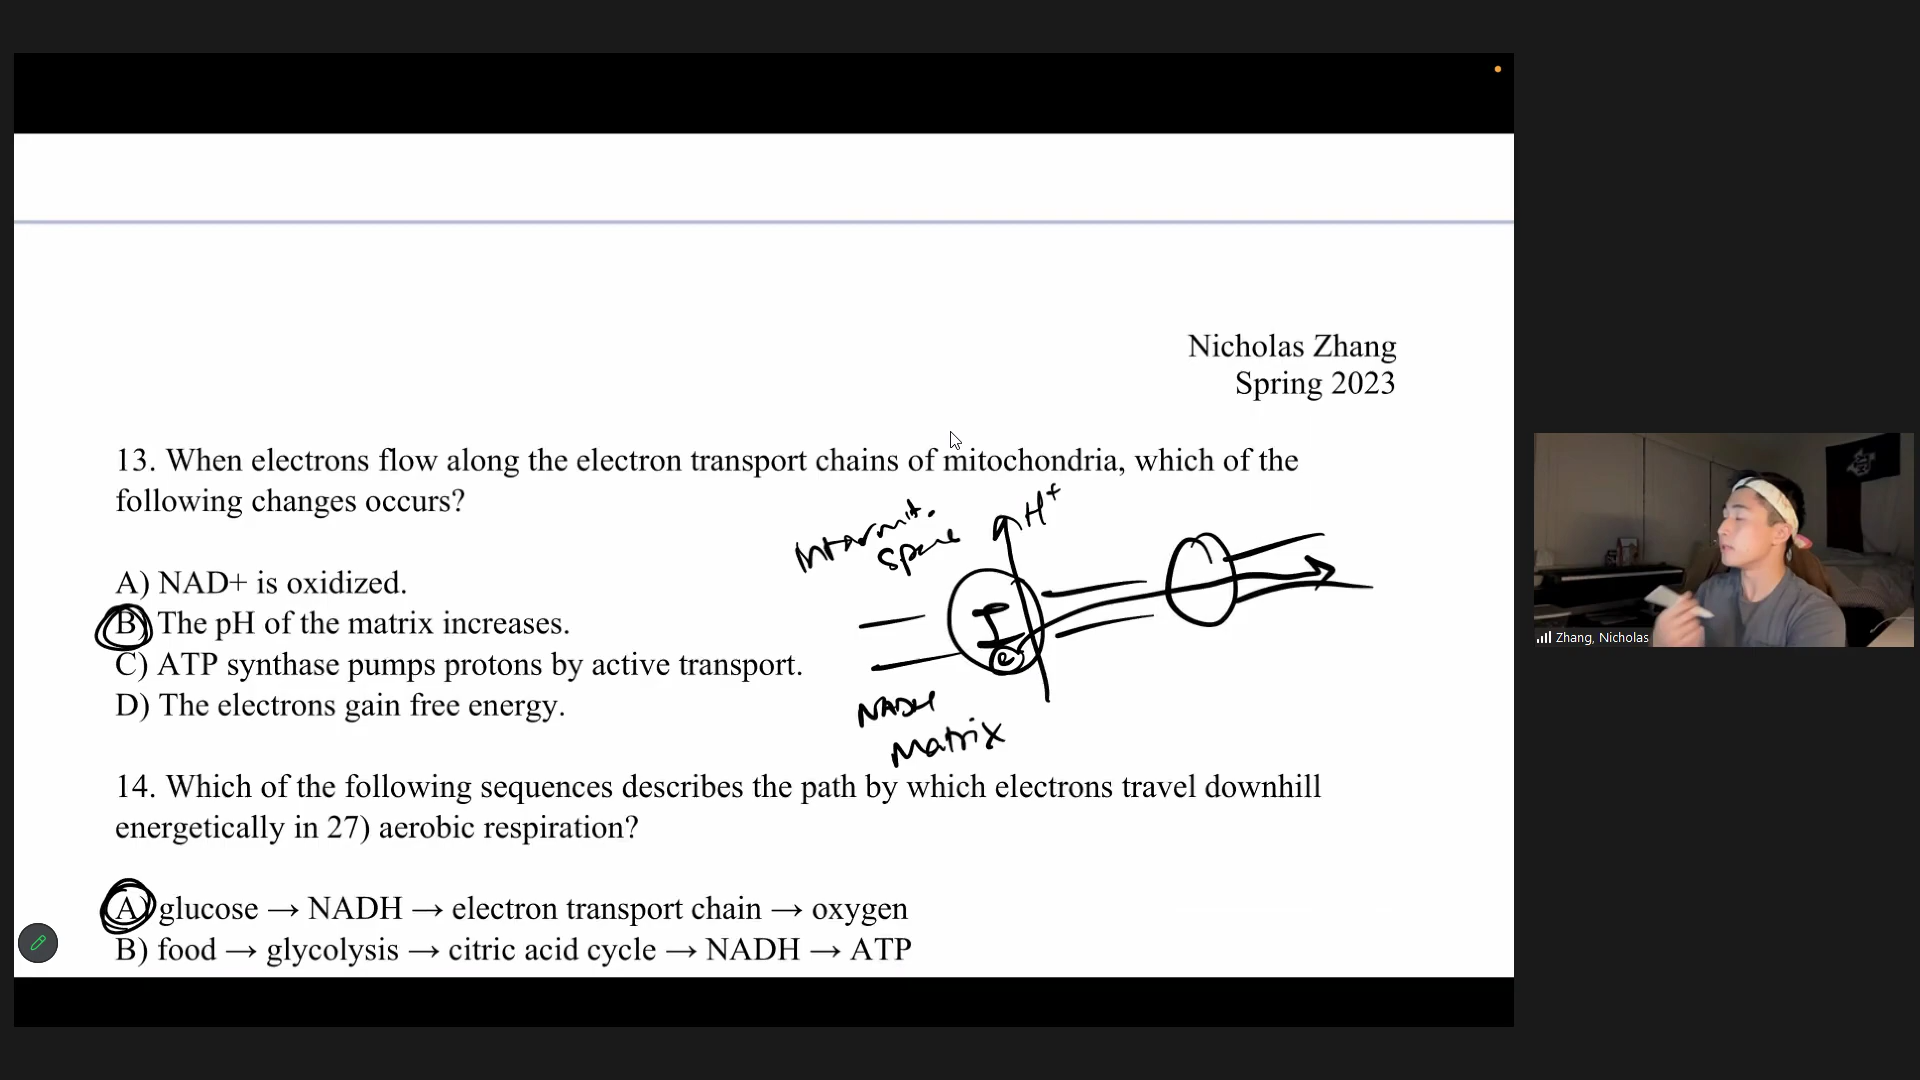 Nicholas Zhang
Spring 2023
13. When electrons flow along the electron transport chains of mitochondria, which of the
following changes occurs?
Intermit.
space
H+
A) NAD+ is oxidized.
B) The pH of the matrix increases.
I
e
C) ATP synthase pumps protons by active transport.
Zhang, Nicholas
D) The electrons gain free energy.
NADH
Matrix
14. Which of the following sequences describes the path by which electrons travel downhill
energetically in 27) aerobic respiration?
A) glucose → NADH → electron transport chain → oxygen
B) food → glycolysis → citric acid cycle → NADH → ATP